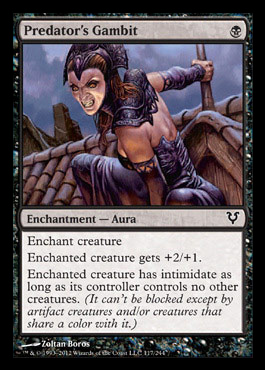 Predator's Gambit
Enchantment — Aura
Enchant creature
Enchanted creature gets +2/+1.
Enchanted creature has intimidate as
long as its controller controls no other
creatures. (It can't be blocked except by
artifact creatures and/or creatures that
share a color with it.)
Zoltan Boros
™ & © 1993–2012 Wizards of the Coast LLC 117/244